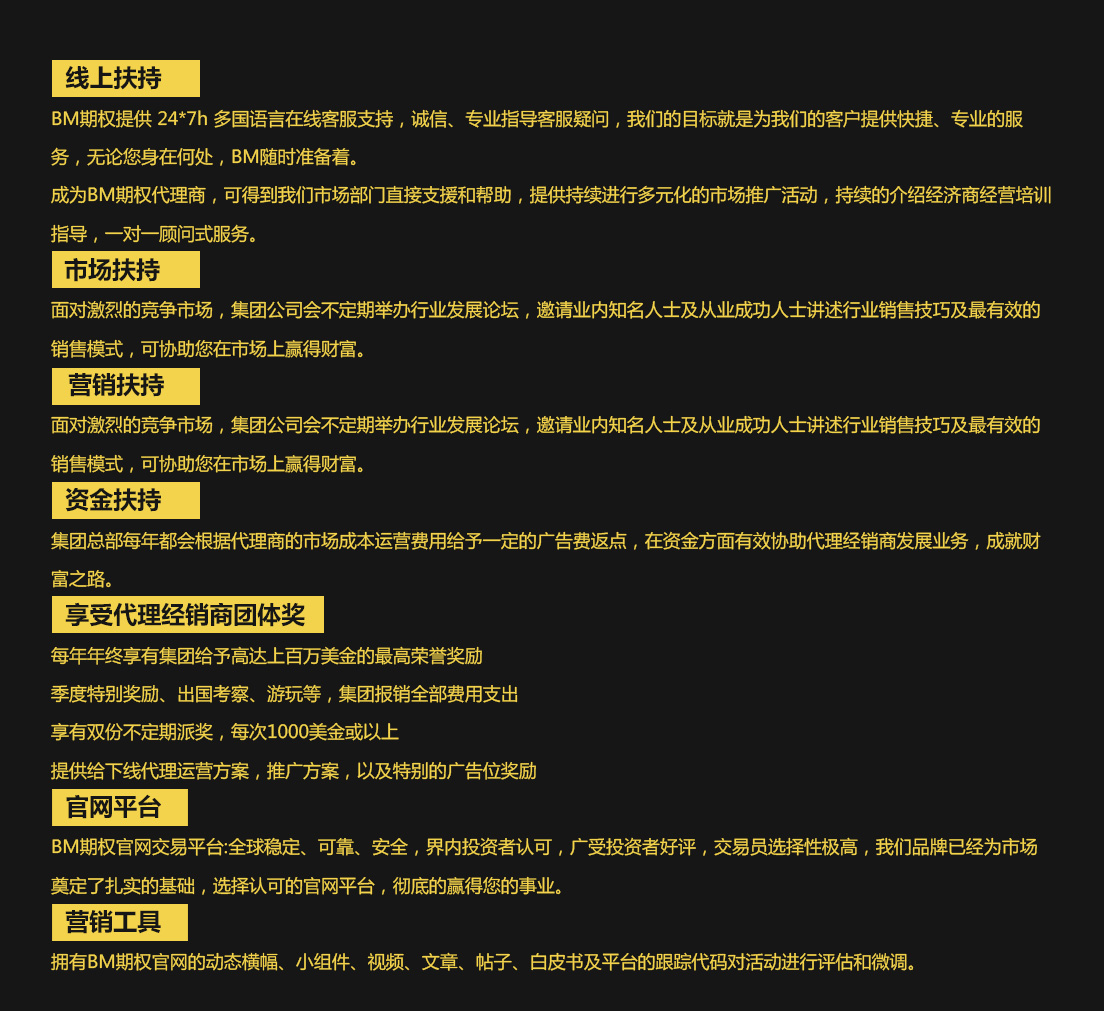 线上扶持
BM期权提供 24*7h 多国语言在线客服支持，诚信、专业指导客服疑问，我们的目标就是为我们的客户提供快捷、专业的服
务，无论您身在何处，BM随时准备着。
成为BM期权代理商，可得到我们市场部门直接支援和帮助，提供持续进行多元化的市场推广活动，持续的介绍经济商经营培训
指导，一对一顾问式服务。
市场扶持
面对激烈的竞争市场，集团公司会不定期举办行业发展论坛，邀请业内知名人士及从业成功人士讲述行业销售技巧及最有效的
销售模式，可协助您在市场上赢得财富。
营销扶持
面对激烈的竞争市场，集团公司会不定期举办行业发展论坛，邀请业内知名人士及从业成功人士讲述行业销售技巧及最有效的
销售模式，可协助您在市场上赢得财富。
资金扶持
集团总部每年都会根据代理商的市场成本运营费用给予一定的广告费返点，在资金方面有效协助代理经销商发展业务，成就财
富之路。
享受代理经销商团体奖
每年年终享有集团给予高达上百万美金的最高荣誉奖励
季度特别奖励、出国考察、游玩等，集团报销全部费用支出
享有双份不定期派奖，每次1000美金或以上
提供给下线代理运营方案，推广方案，以及特别的广告位奖励
官网平台
BM期权官网交易平台:全球稳定、可靠、安全，界内投资者认可，广受投资者好评，交易员选择性极高，我们品牌已经为市场
奠定了扎实的基础，选择认可的官网平台，彻底的赢得您的事业。
营销工具
拥有BM期权官网的动态横幅、小组件、视频、文章、帖子、白皮书及平台的跟踪代码对活动进行评估和微调。